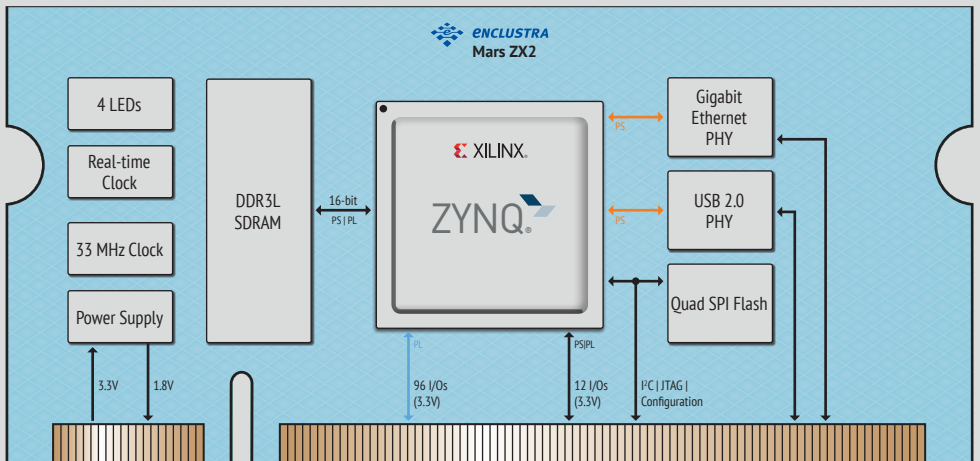 enclustra
Mars ZX2
4 LEDs
Real-time
Clock
33 MHz Clock
Power Supply
3.3V
1.8V
DDR3L
SDRAM
16-bit
PS | PL
XILINX®
ZYNQ®
PS
PS
Gigabit
Ethernet
PHY
USB 2.0
PHY
Quad SPI Flash
PL
96 I/Os
(3.3V)
PS|PL
12 I/Os
(3.3V)
I²C | JTAG |
Configuration